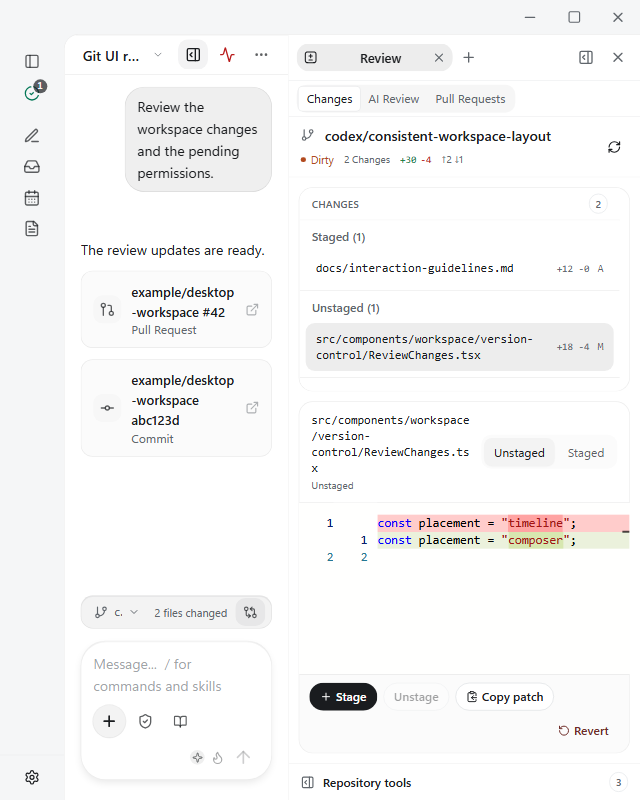 1
Git UI r...
Review the
workspace changes
and the pending
permissions.
The review updates are ready.
example/desktop
-workspace #42
Pull Request
example/desktop
-workspace
abc123d
Commit
c.
2 files changed
Message... / for
commands and skills
Review
Changes
AI Review
Pull Requests
codex/consistent-workspace-layout
Dirty
2 Changes
+30 -4
↑2 ↓1
CHANGES
2
Staged (1)
docs/interaction-guidelines.md
+12 -0 A
Unstaged (1)
src/components/workspace/version-
control/ReviewChanges.tsx
+18 -4 M
src/components/workspace
/version-
control/ReviewChanges.ts
x
Unstaged
Unstaged
Staged
1 const placement = "timeline";
1 const placement = "composer";
2 2
+ Stage
Unstage
Copy patch
Revert
Repository tools
3